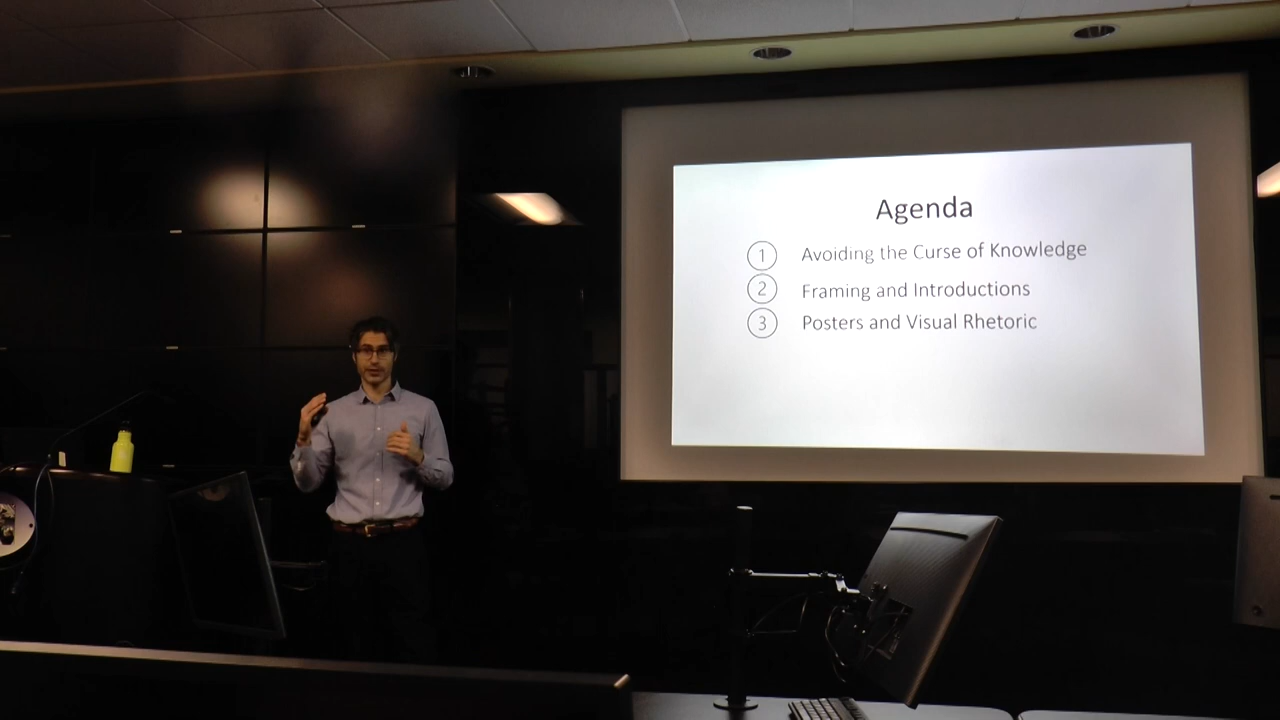 Agenda
1 Avoiding the Curse of Knowledge
2 Framing and Introductions
3 Posters and Visual Rhetoric